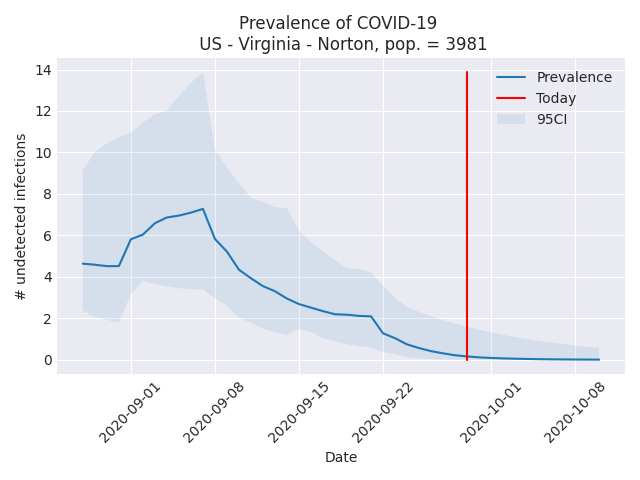 Prevalence of COVID-19
US - Virginia - Norton, pop. = 3981
14
12
10
8
6
4
2
0
# undetected infections
Prevalence
Today
95CI
2020-09-01
2020-09-08
2020-09-15
2020-09-22
2020-10-01
2020-10-08
Date